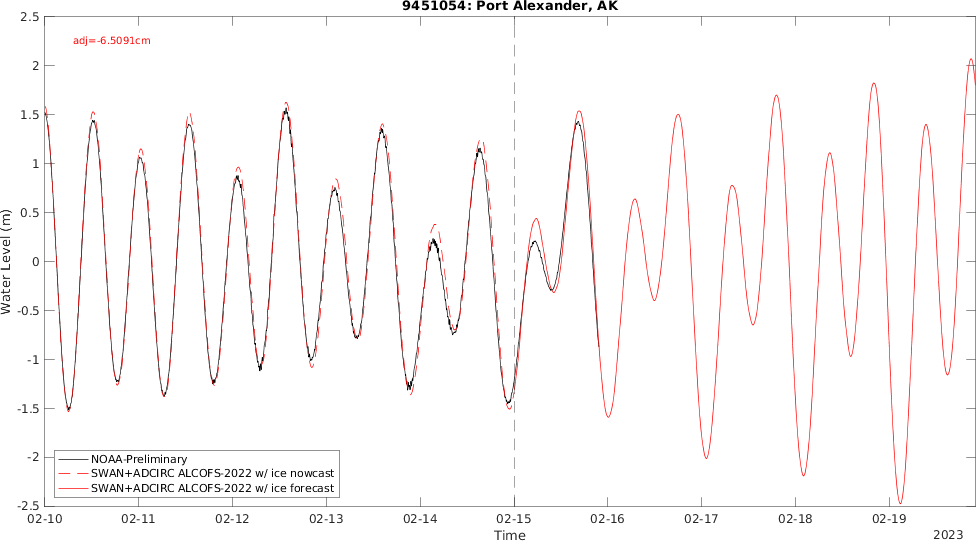 9451054: Port Alexander, AK
adj=-6.5091cm
2.5
2
1.5
1
0.5
0
-0.5
-1
-1.5
-2
-2.5
Water Level (m)
NOAA-Preliminary
SWAN+ADCIRC ALCOFS-2022 w/ ice nowcast
SWAN+ADCIRC ALCOFS-2022 w/ ice forecast
02-10 02-11 02-12 02-13 02-14 02-15 02-16 02-17 02-18 02-19
Time
2023